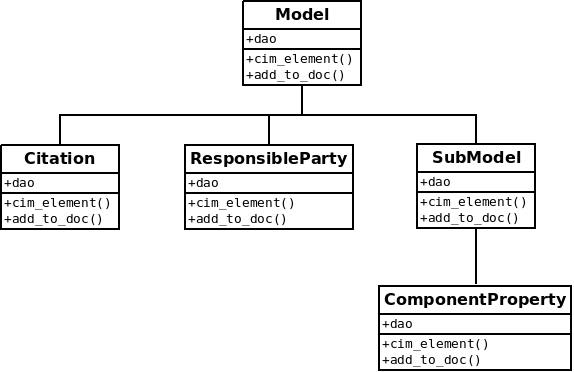 Model
+dao
+cim_element()
+add_to_doc()
Citation
+dao
+cim_element()
+add_to_doc()
ResponsibleParty
+dao
+cim_element()
+add_to_doc()
SubModel
+dao
+cim_element()
+add_to_doc()
ComponentProperty
+dao
+cim_element()
+add_to_doc()